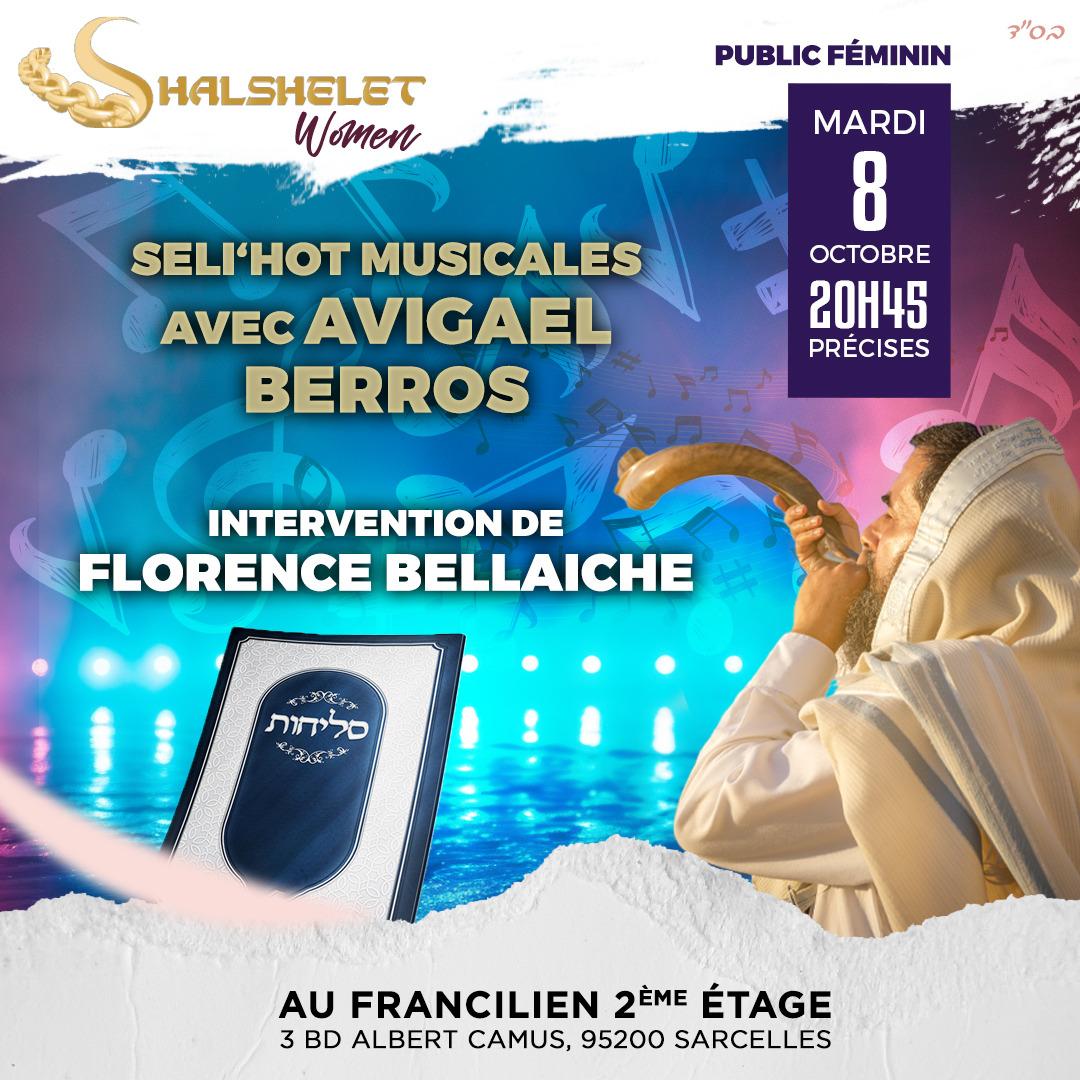 SHALSHELET
Women
בס"ד
PUBLIC FÉMININ
MARDI
8
OCTOBRE
20H45
PRÉCISES
SELI‘HOT MUSICALES
AVEC AVIGAEL
BERROS
INTERVENTION DE
FLORENCE BELLAICHE
סליחות
AU FRANCILIEN 2ÈME ÉTAGE
3 BD ALBERT CAMUS, 95200 SARCELLES